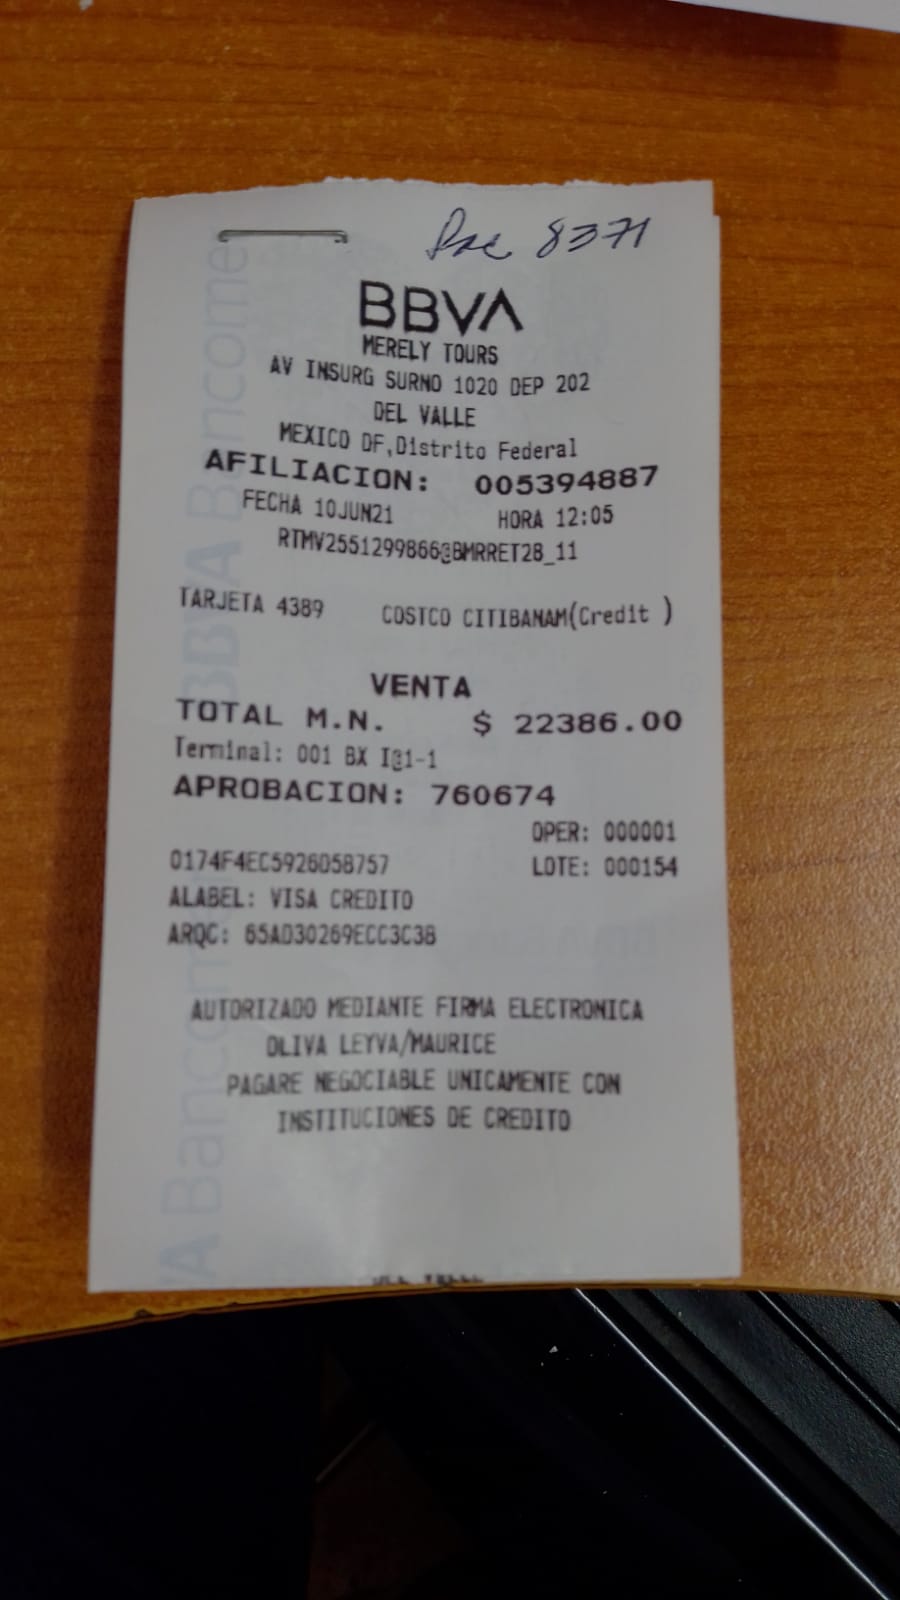 8371
BBVA
MERELY TOURS
AV INSURG SURNO 1020 DEP 202
DEL VALLE
MEXICO DF,Distrito Federal
AFILIACION: 005394887
FECHA 10JUN21 HORA 12:05
RTMV2551299866@BMRRET28_11
TARJETA 4389 COSTCO CITIBANAM(Credit )
VENTA
TOTAL M.N. $ 22386.00
Terminal: 001 BX I@1-1
APROBACION: 760674
OPER: 000001
0174F4EC5926058757 LOTE: 000154
ALABEL: VISA CREDITO
ARQC: 65AD30269ECC3C38
AUTORIZADO MEDIANTE FIRMA ELECTRONICA
OLIVA LEYVA/MAURICE
PAGARE NEGOCIABLE UNICAMENTE CON
INSTITUCIONES DE CREDITO
BBVA Bancomer